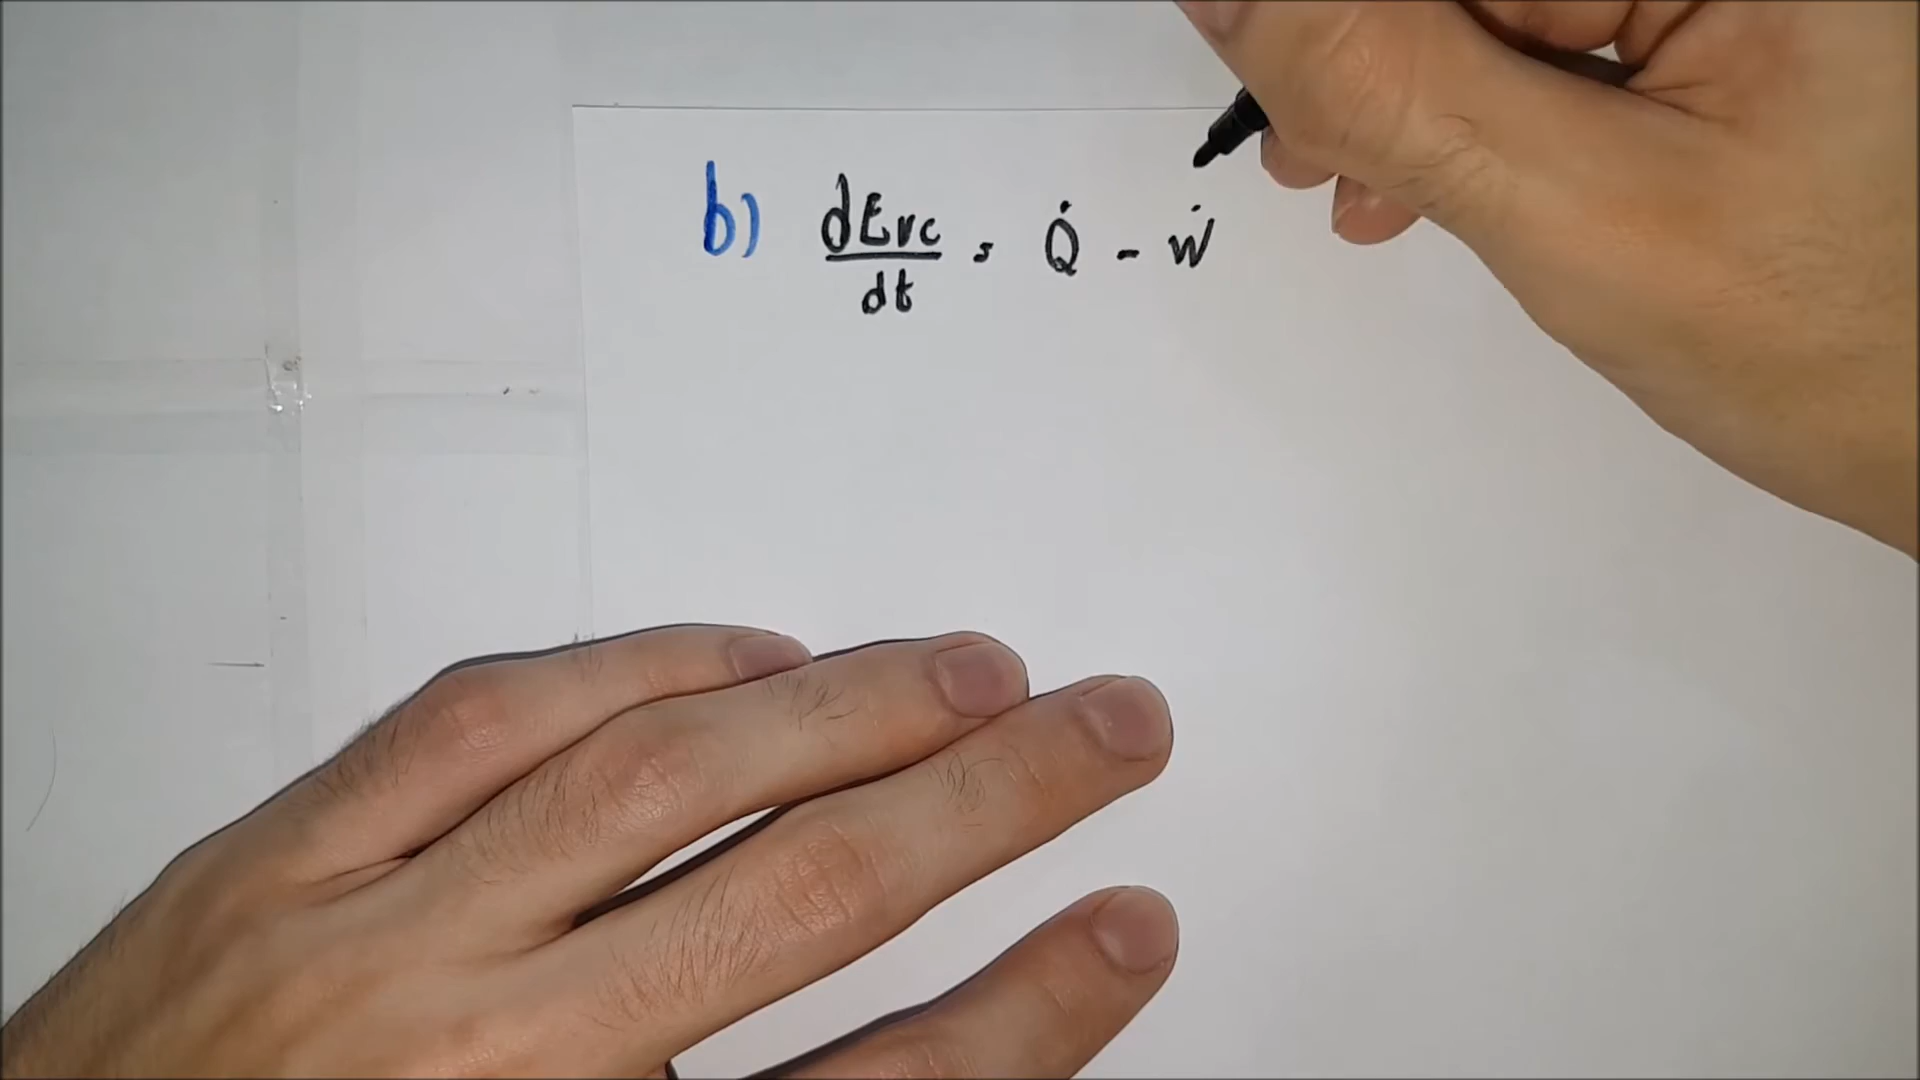 b) dEvc/dt = Q̇ - Ẇ